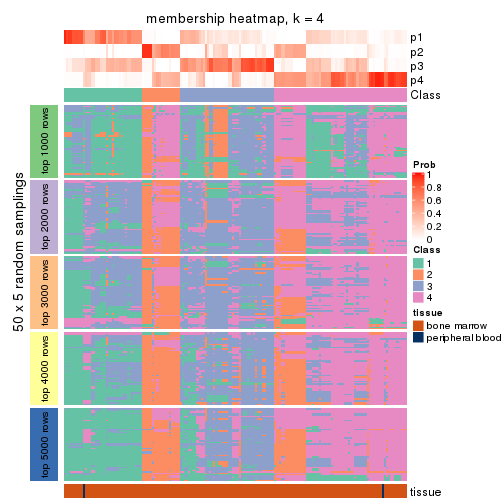 membership heatmap, k = 4
p1
p2
p3
p4
Class
50 x 5 random samplings
top 1000 rows
top 2000 rows
top 3000 rows
top 4000 rows
top 5000 rows
Prob
1
0.8
0.6
0.4
0.2
0
Class
1
2
3
4
tissue
bone marrow
peripheral blood
tissue